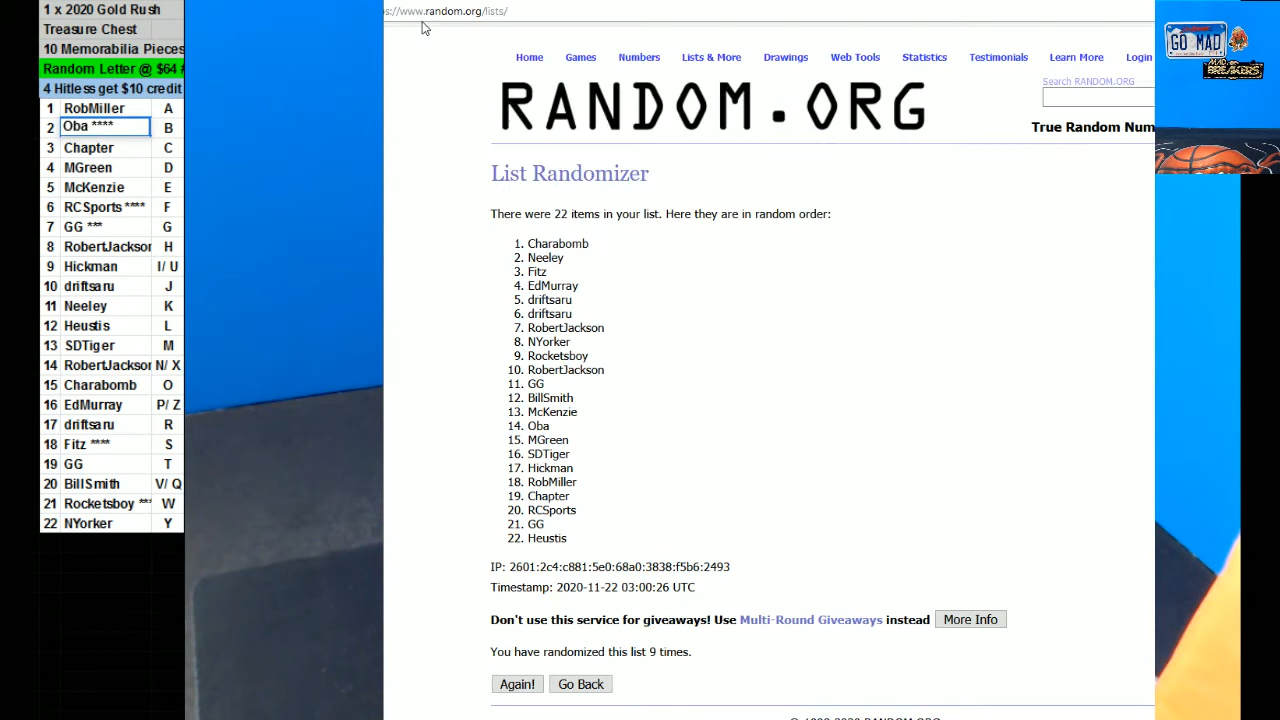 1 x 2020 Gold Rush
Treasure Chest
10 Memorabilia Pieces
Random Letter @ $64 #
4 Hitless get $10 credit
1 RobMiller A
2 Oba **** B
3 Chapter C
4 MGreen D
5 McKenzie E
6 RCSports **** F
7 GG *** G
8 RobertJackson H
9 Hickman I/ U
10 driftsaru J
11 Neeley K
12 Heustis L
13 SDTiger M
14 RobertJackson N/ X
15 Charabomb O
16 EdMurray P/ Z
17 driftsaru R
18 Fitz **** S
19 GG T
20 BillSmith V/ Q
21 Rocketsboy *** W
22 NYorker Y
s://www.random.org/lists/
Home Games Numbers Lists & More Drawings Web Tools Statistics Testimonials Learn More Login
Search RANDOM.ORG
RANDOM.ORG
True Random Num
List Randomizer
There were 22 items in your list. Here they are in random order:
1. Charabomb
2. Neeley
3. Fitz
4. EdMurray
5. driftsaru
6. driftsaru
7. RobertJackson
8. NYorker
9. Rocketsboy
10. RobertJackson
11. GG
12. BillSmith
13. McKenzie
14. Oba
15. MGreen
16. SDTiger
17. Hickman
18. RobMiller
19. Chapter
20. RCSports
21. GG
22. Heustis
IP: 2601:2c4:c881:5e0:68a0:3838:f5b6:2493
Timestamp: 2020-11-22 03:00:26 UTC
Don't use this service for giveaways! Use Multi-Round Giveaways instead More Info
You have randomized this list 9 times.
Again! Go Back
GO MAD
MAD BREAKERS